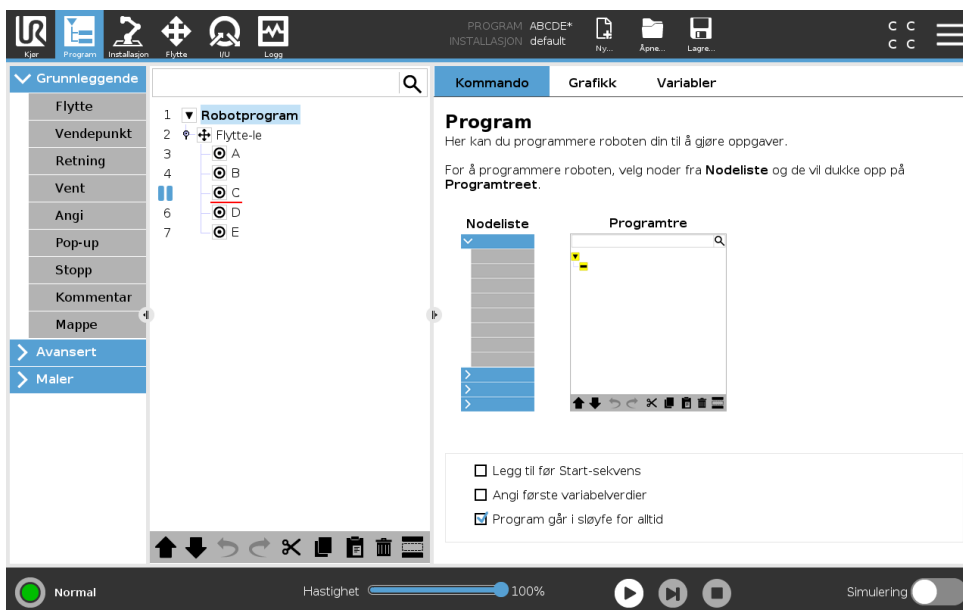 UR
Kjør
Program
Installasjon
Flytte
I/U
Logg
PROGRAM ABCDE*
INSTALLASJON default
Ny...
Åpne...
Lagre...
C C
C C
Grunnleggende
Flytte
Vendepunkt
Retning
Vent
Angi
Pop-up
Stopp
Kommentar
Mappe
Avansert
Maler
1 Robotprogram
2 Flytte-le
3 A
4 B
C
6 D
7 E
Kommando Grafikk Variabler
Program
Her kan du programmere roboten din til å gjøre oppgaver.
For å programmere roboten, velg noder fra Nodeliste og de vil dukke opp på
Programtreet.
Nodeliste
Programtre
Legg til før Start-sekvens
Angi første variabelverdier
Program går i sløyfe for alltid
Normal
Hastighet
100%
Simulering